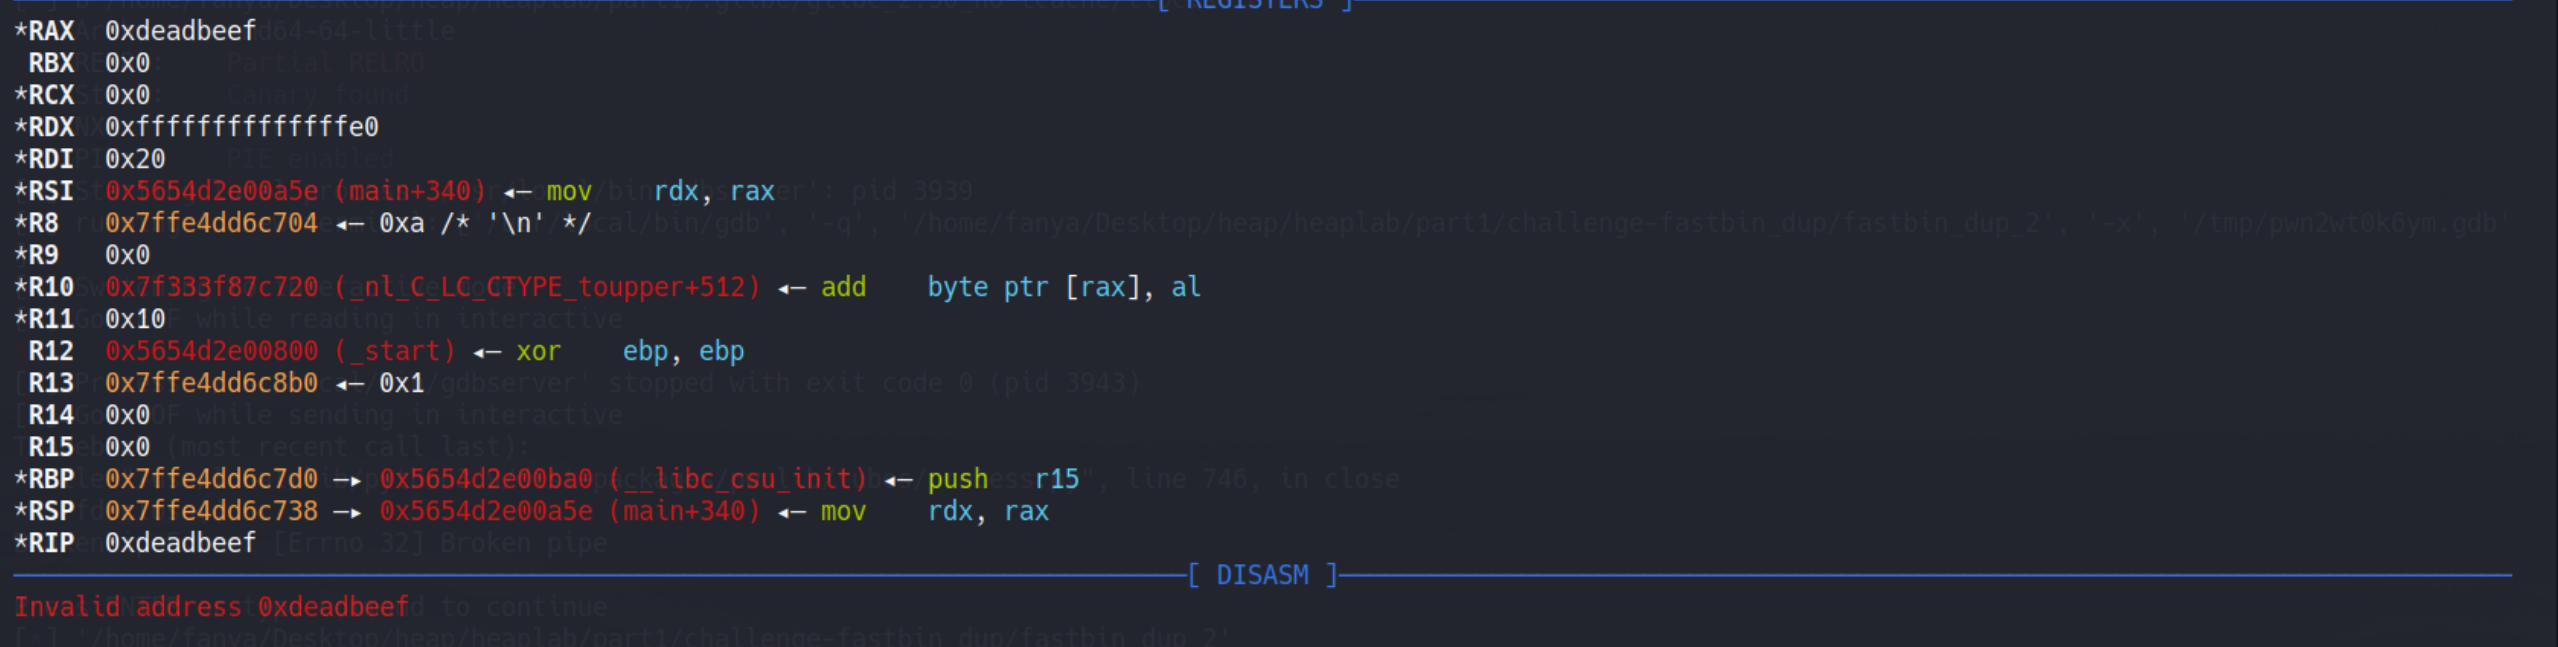 [ REGISTERS ]
*RAX  0xdeadbeef
 RBX  0x0
*RCX  0x0
*RDX  0xffffffffffffffe0
*RDI  0x20
*RSI  0x5654d2e00a5e (main+340) ◂— mov    rdx, rax
*R8   0x7ffe4dd6c704 ◂— 0xa /* '\n' */
*R9   0x0
*R10  0x7f333f87c720 (_nl_C_LC_CTYPE_toupper+512) ◂— add    byte ptr [rax], al
*R11  0x10
 R12  0x5654d2e00800 (_start) ◂— xor    ebp, ebp
*R13  0x7ffe4dd6c8b0 ◂— 0x1
 R14  0x0
 R15  0x0
*RBP  0x7ffe4dd6c7d0 —▸ 0x5654d2e00ba0 (__libc_csu_init) ◂— push   r15
*RSP  0x7ffe4dd6c738 —▸ 0x5654d2e00a5e (main+340) ◂— mov    rdx, rax
*RIP  0xdeadbeef
[ DISASM ]
Invalid address 0xdeadbeef